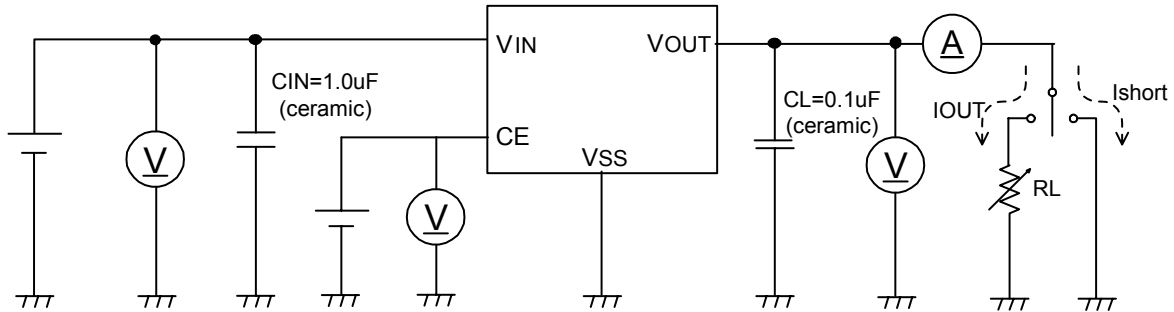 VIN
VOUT
A
CIN=1.0uF
(ceramic)
CL=0.1uF
(ceramic)
IOUT
Ishort
V
CE
VSS
V
V
RL